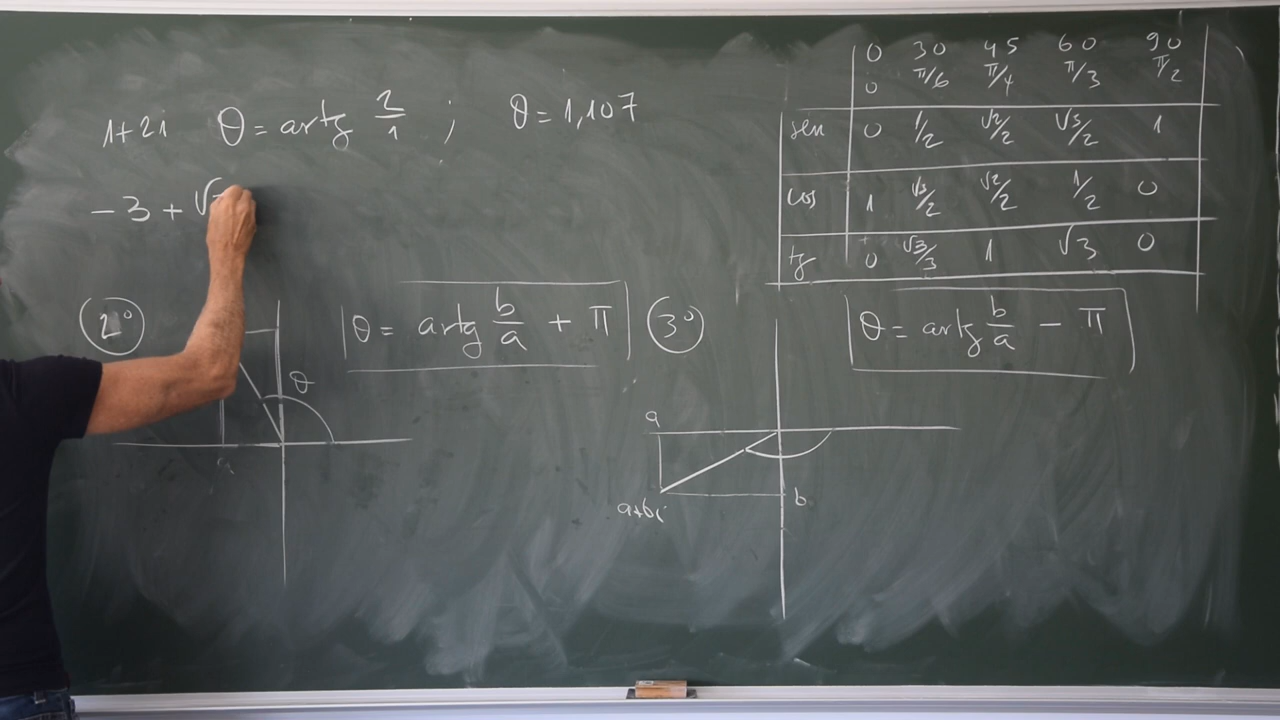 1+2i θ = artg 2/1 ; θ = 1,107
-3 + √
0 30 45 60 90
0 π/6 π/4 π/3 π/2
sen 0 1/2 √2/2 √3/2 1
cos 1 √3/2 √2/2 1/2 0
tg 0 √3/3 1 √3 0
2º θ = artg b/a + π
θ
a
3º θ = artg b/a - π
a
b
a+bi